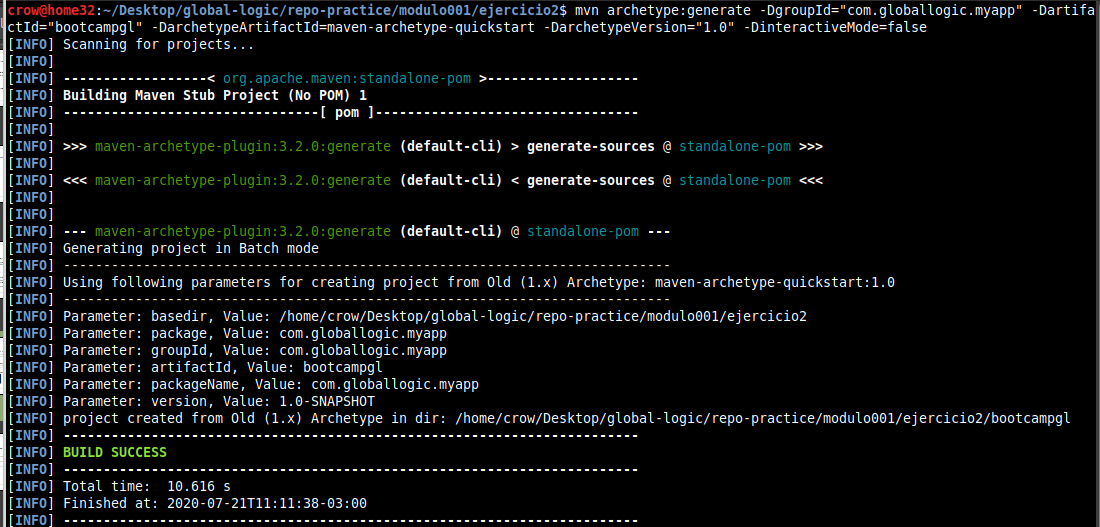 crow@home32:~/Desktop/global-logic/repo-practice/modulo001/ejercicio2$ mvn archetype:generate -DgroupId="com.globallogic.myapp" -Dartifa
ctId="bootcampgl" -DarchetypeArtifactId=maven-archetype-quickstart -DarchetypeVersion="1.0" -DinteractiveMode=false
[INFO] Scanning for projects...
[INFO]
[INFO] ------------------< org.apache.maven:standalone-pom >-------------------
[INFO] Building Maven Stub Project (No POM) 1
[INFO] --------------------------------[ pom ]---------------------------------
[INFO]
[INFO] >>> maven-archetype-plugin:3.2.0:generate (default-cli) > generate-sources @ standalone-pom >>>
[INFO]
[INFO] <<< maven-archetype-plugin:3.2.0:generate (default-cli) < generate-sources @ standalone-pom <<<
[INFO]
[INFO]
[INFO] --- maven-archetype-plugin:3.2.0:generate (default-cli) @ standalone-pom ---
[INFO] Generating project in Batch mode
[INFO] ----------------------------------------------------------------------------
[INFO] Using following parameters for creating project from Old (1.x) Archetype: maven-archetype-quickstart:1.0
[INFO] ----------------------------------------------------------------------------
[INFO] Parameter: basedir, Value: /home/crow/Desktop/global-logic/repo-practice/modulo001/ejercicio2
[INFO] Parameter: package, Value: com.globallogic.myapp
[INFO] Parameter: groupId, Value: com.globallogic.myapp
[INFO] Parameter: artifactId, Value: bootcampgl
[INFO] Parameter: packageName, Value: com.globallogic.myapp
[INFO] Parameter: version, Value: 1.0-SNAPSHOT
[INFO] project created from Old (1.x) Archetype in dir: /home/crow/Desktop/global-logic/repo-practice/modulo001/ejercicio2/bootcampgl
[INFO] ------------------------------------------------------------------------
[INFO] BUILD SUCCESS
[INFO] ------------------------------------------------------------------------
[INFO] Total time:  10.616 s
[INFO] Finished at: 2020-07-21T11:11:38-03:00
[INFO] ------------------------------------------------------------------------